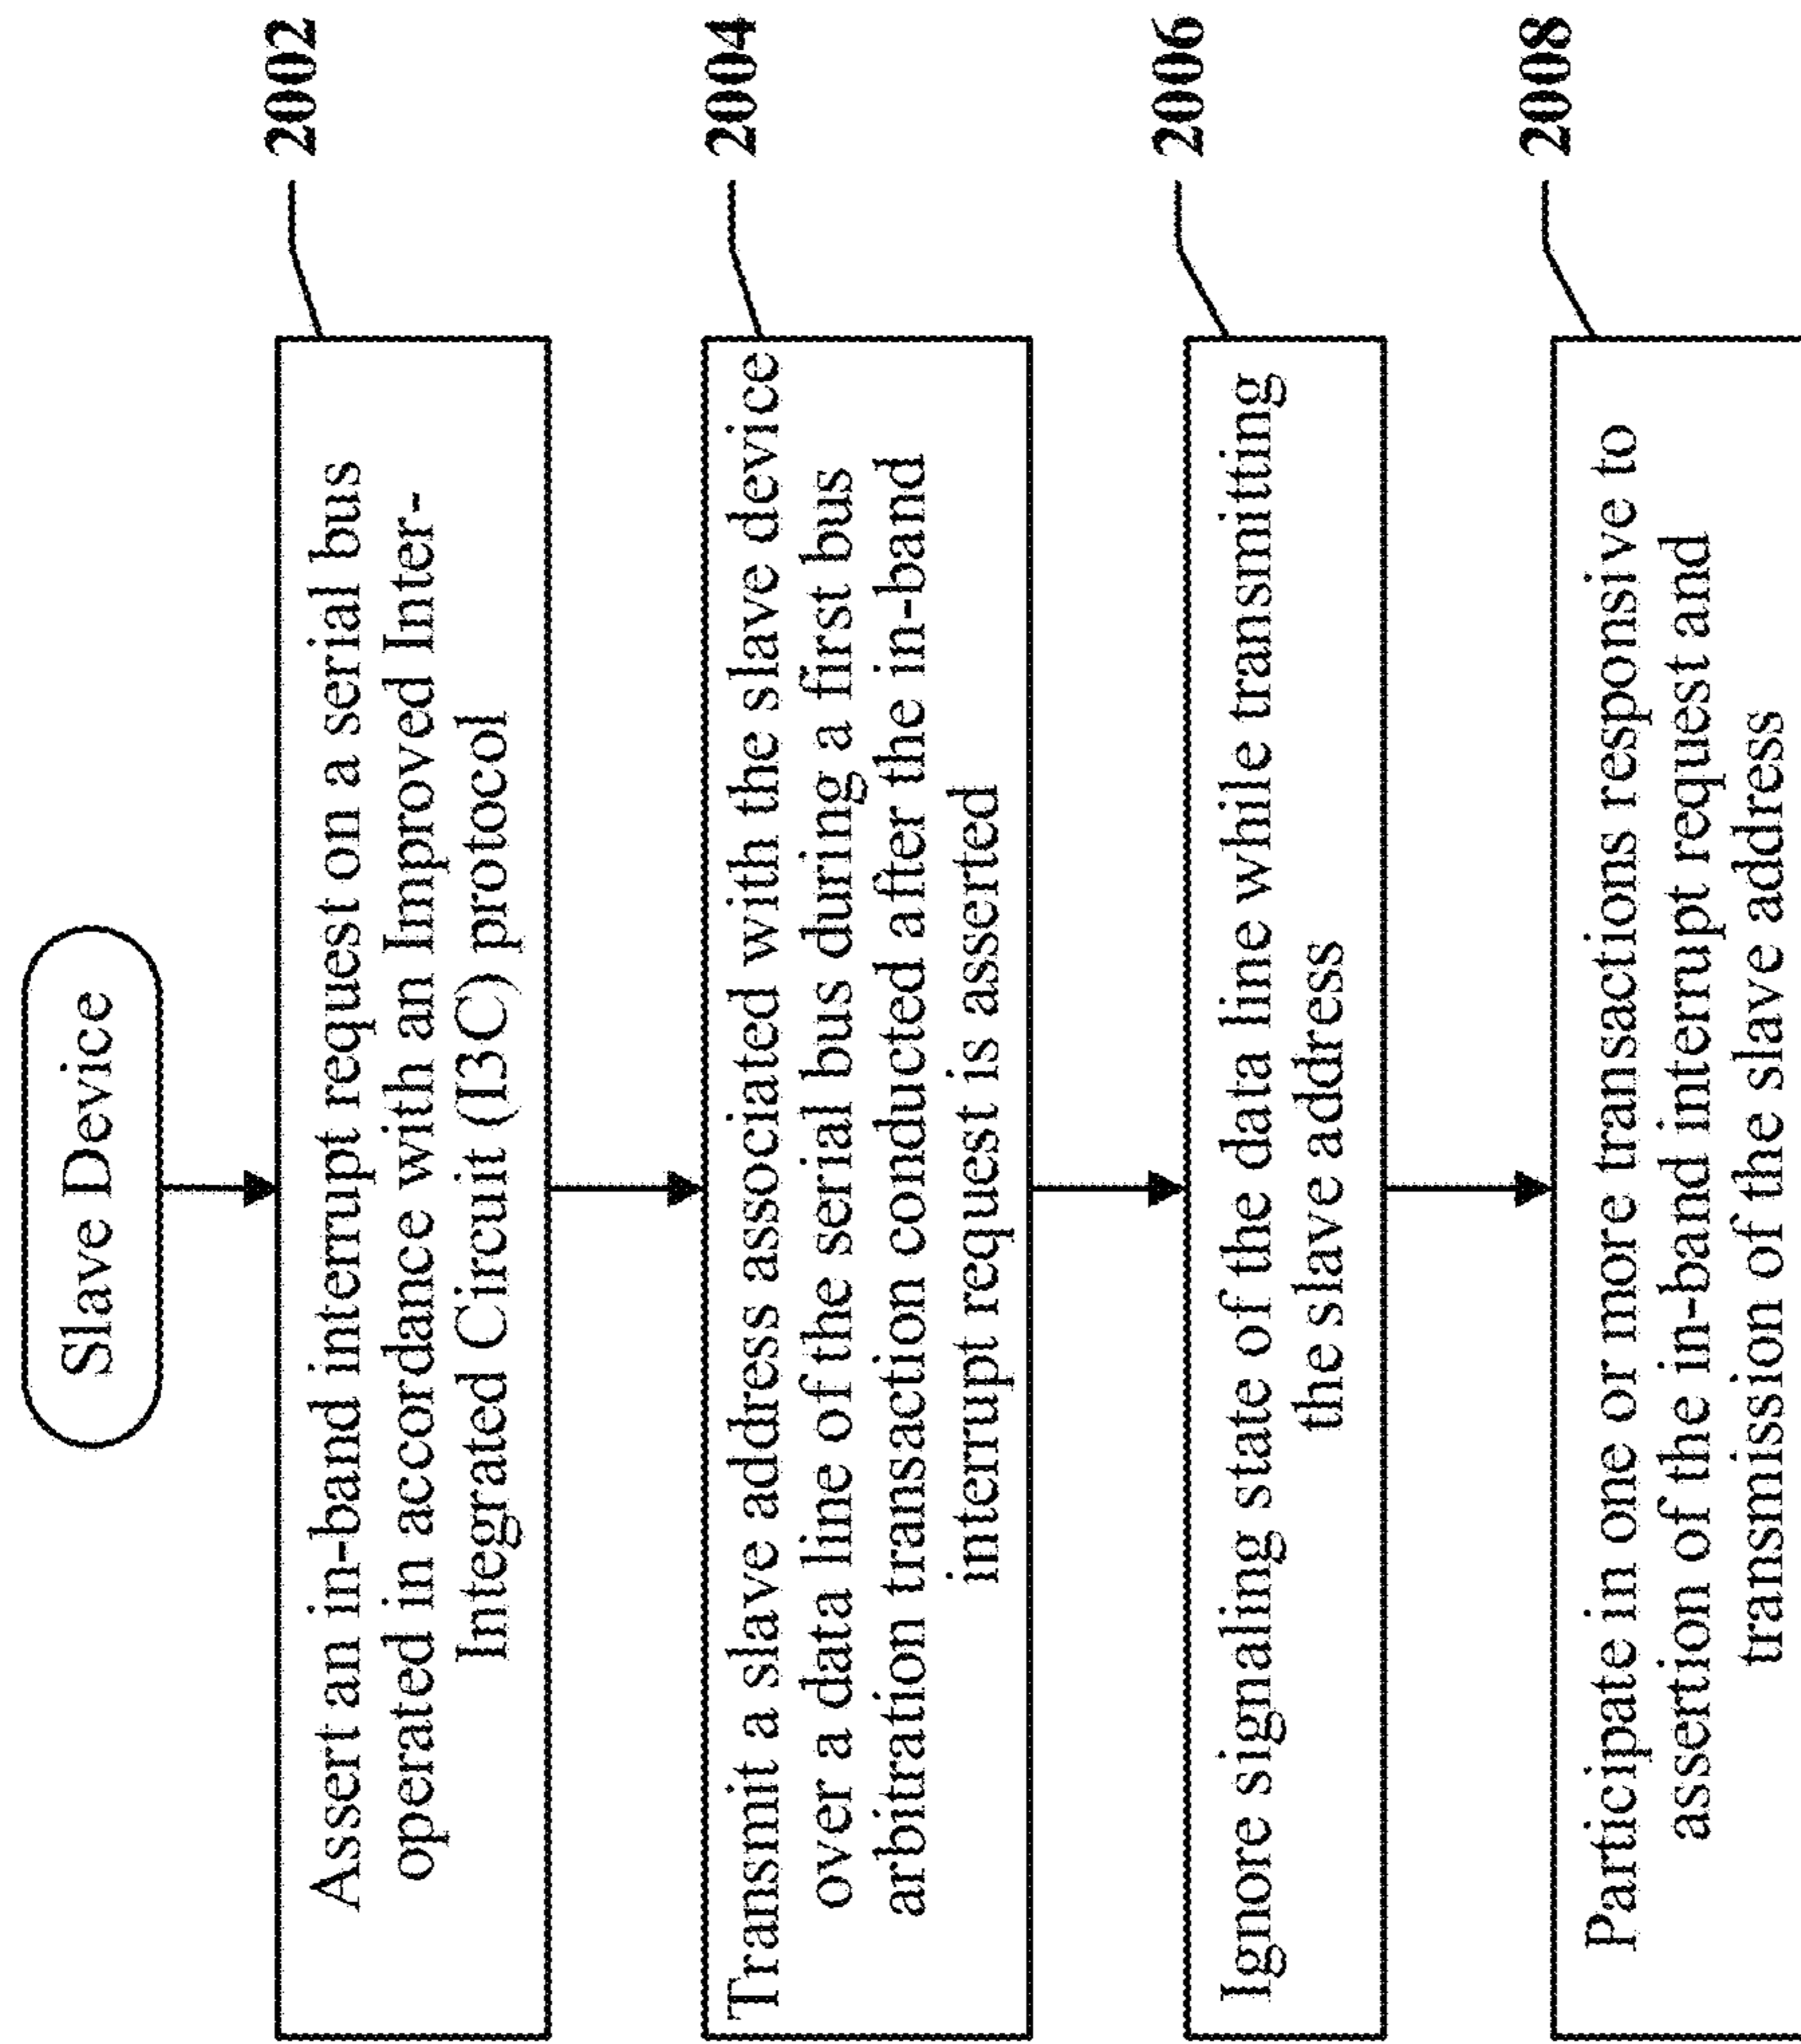 Slave Device
2002
Assert an in-band interrupt request on a serial bus
operated in accordance with an Improved Inter-
Integrated Circuit (I3C) protocol
2004
Transmit a slave address associated with the slave device
over a data line of the serial bus during a first bus
arbitration transaction conducted after the in-band
interrupt request is asserted
2006
Ignore signaling state of the data line while transmitting
the slave address
2008
Participate in one or more transactions responsive to
assertion of the in-band interrupt request and
transmission of the slave address